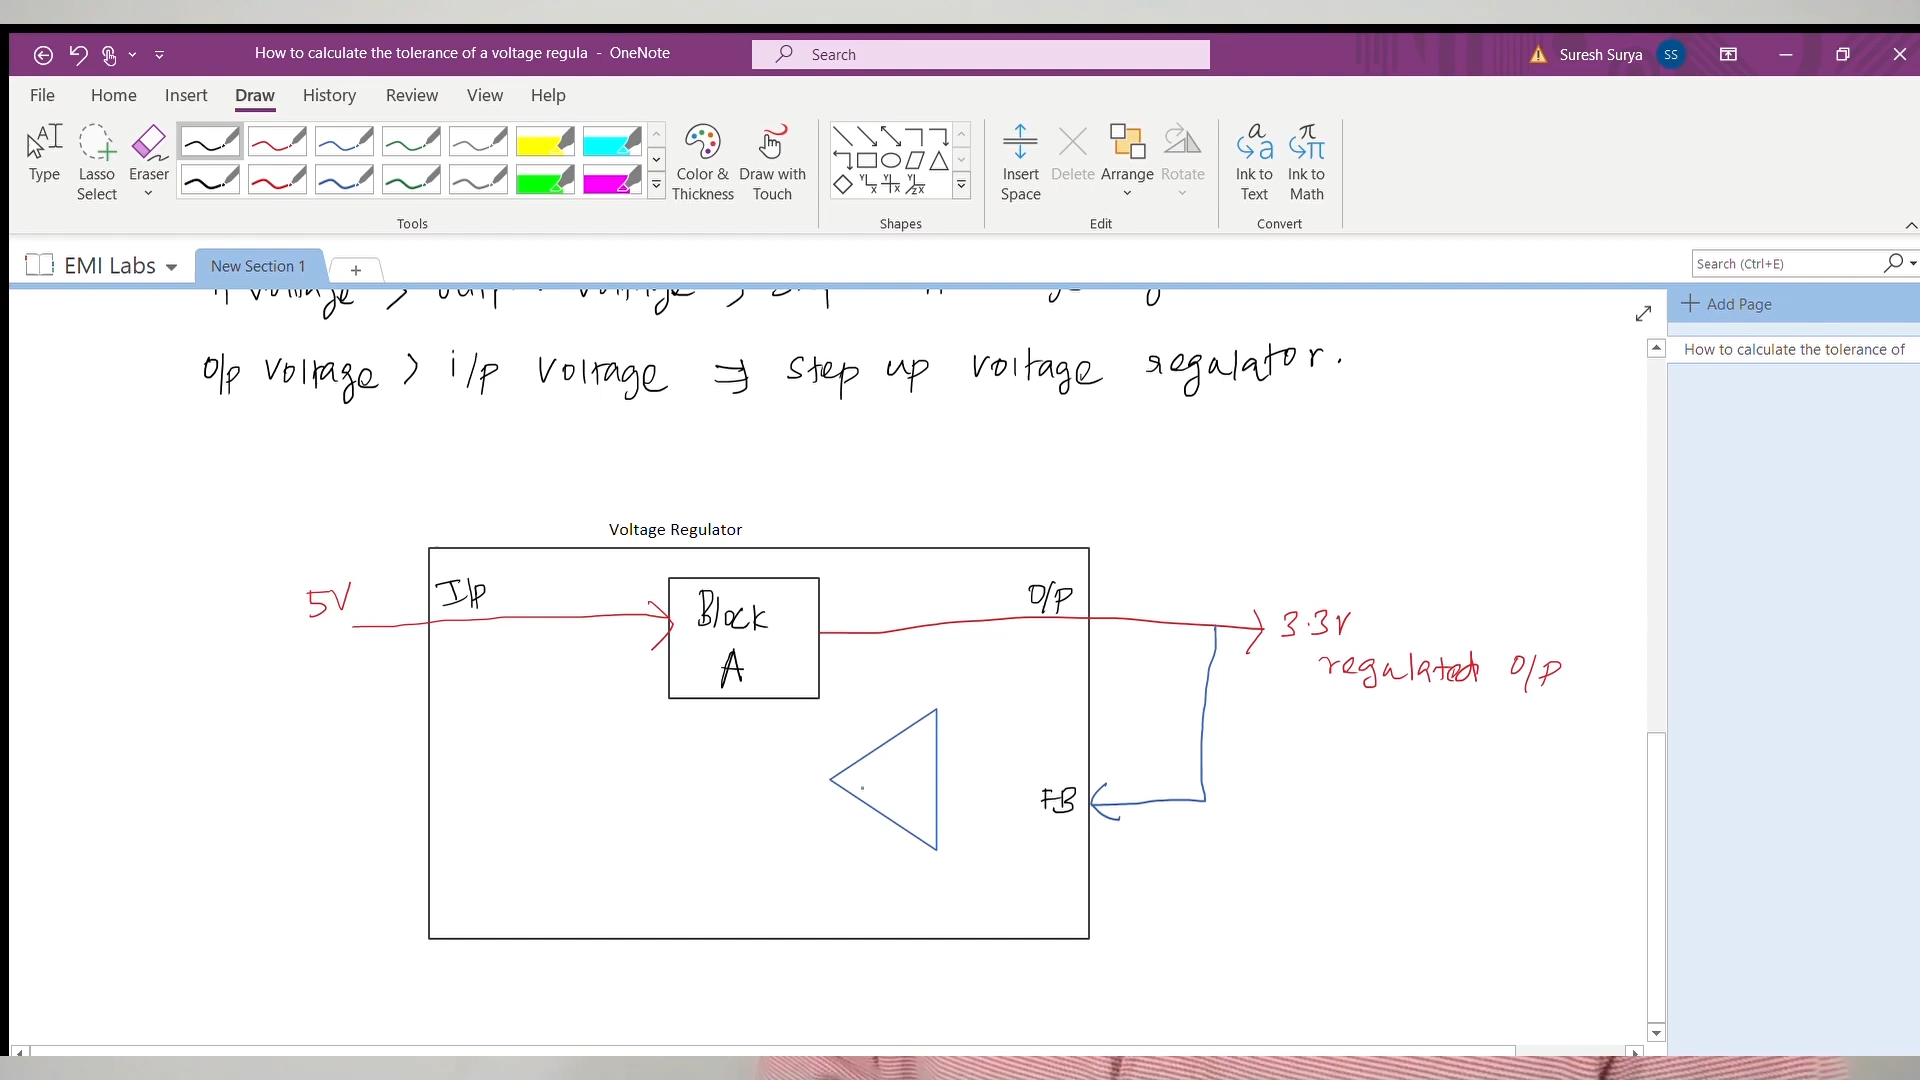 How to calculate the tolerance of a voltage regula - OneNote
Search
Suresh Surya
SS
File Home Insert Draw History Review View Help
Type
Lasso Select
Eraser
Color & Thickness
Draw with Touch
Insert Space
Delete
Arrange
Rotate
Ink to Text
Ink to Math
Tools
Shapes
Edit
Convert
EMI Labs
New Section 1
Search (Ctrl+E)
Add Page
How to calculate the tolerance of
O/p voltage > i/p voltage ⇒ step up voltage regulator.
Voltage Regulator
5V
I/p
Block
A
O/p
3.3V
regulated O/P
FB